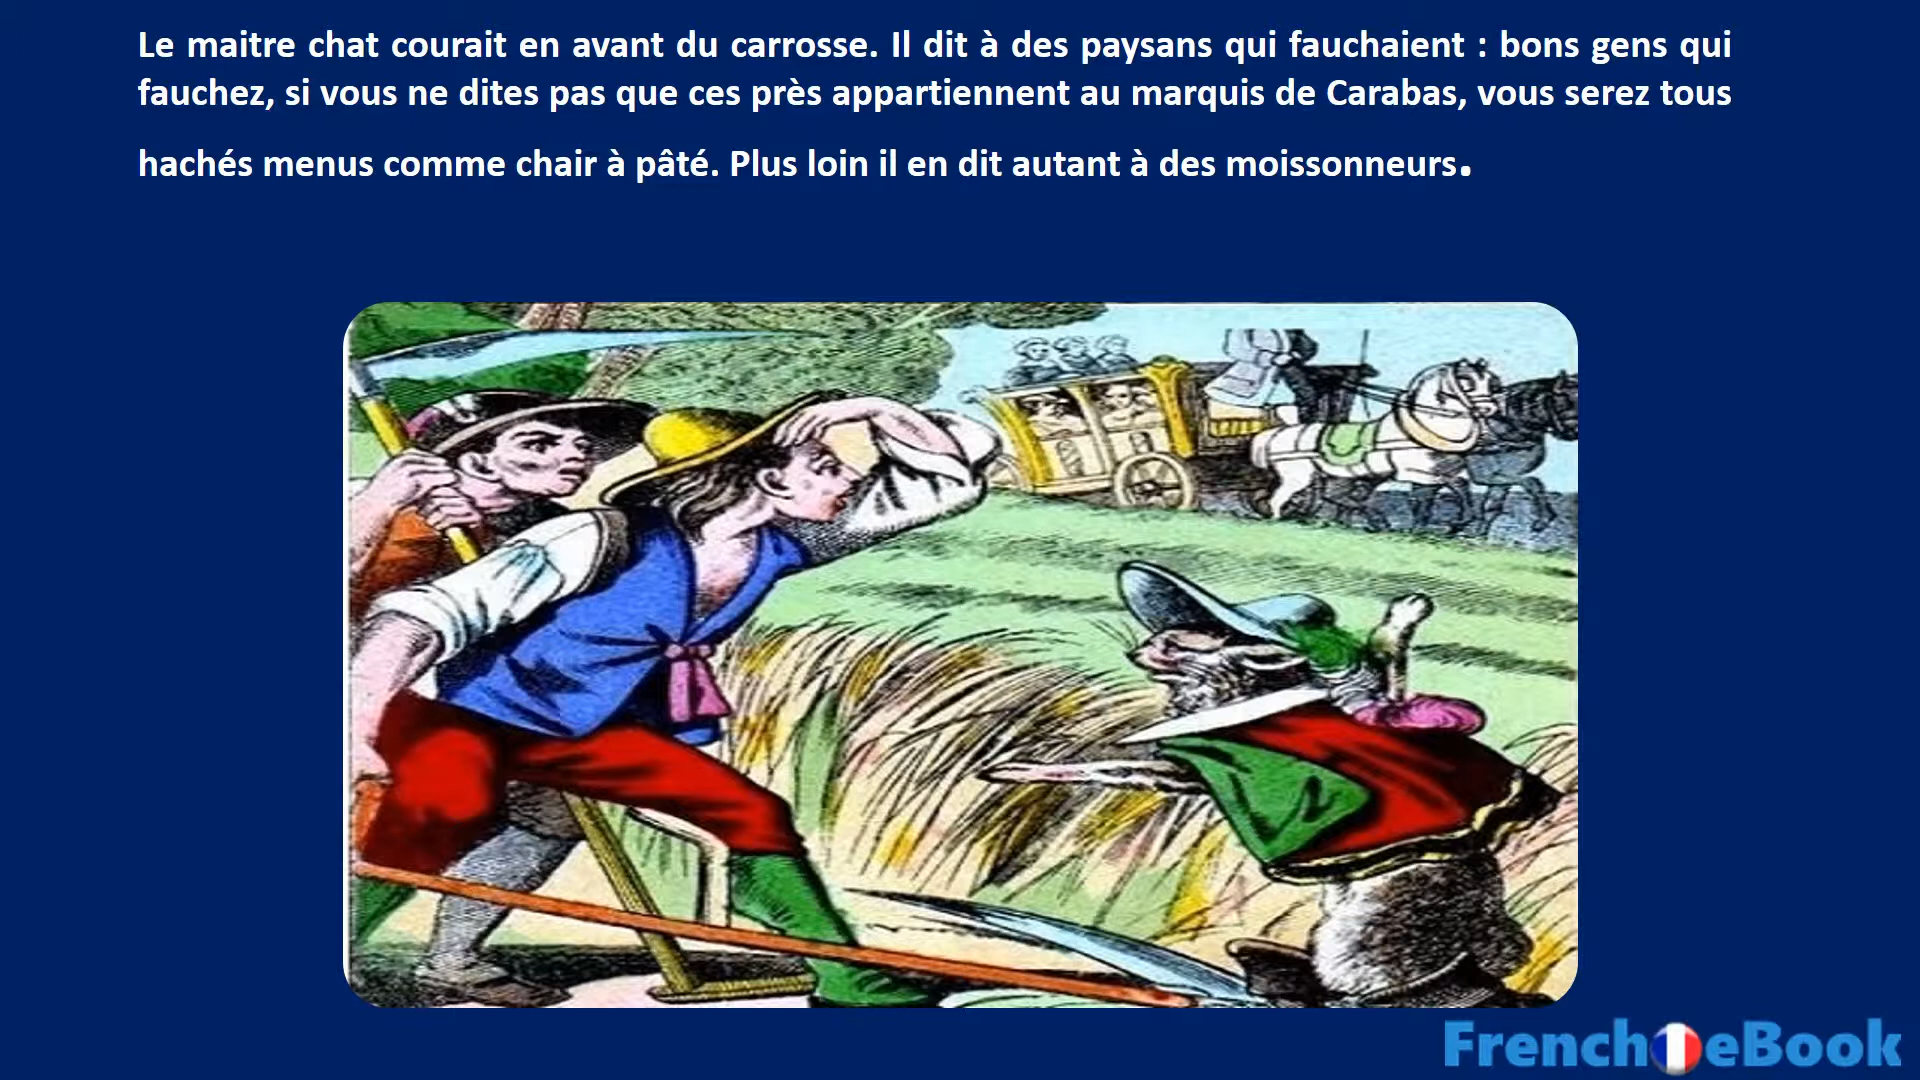 Le maitre chat courait en avant du carrosse. Il dit à des paysans qui fauchaient : bons gens qui
fauchez, si vous ne dites pas que ces près appartiennent au marquis de Carabas, vous serez tous
hachés menus comme chair à pâté. Plus loin il en dit autant à des moissonneurs.
French eBook